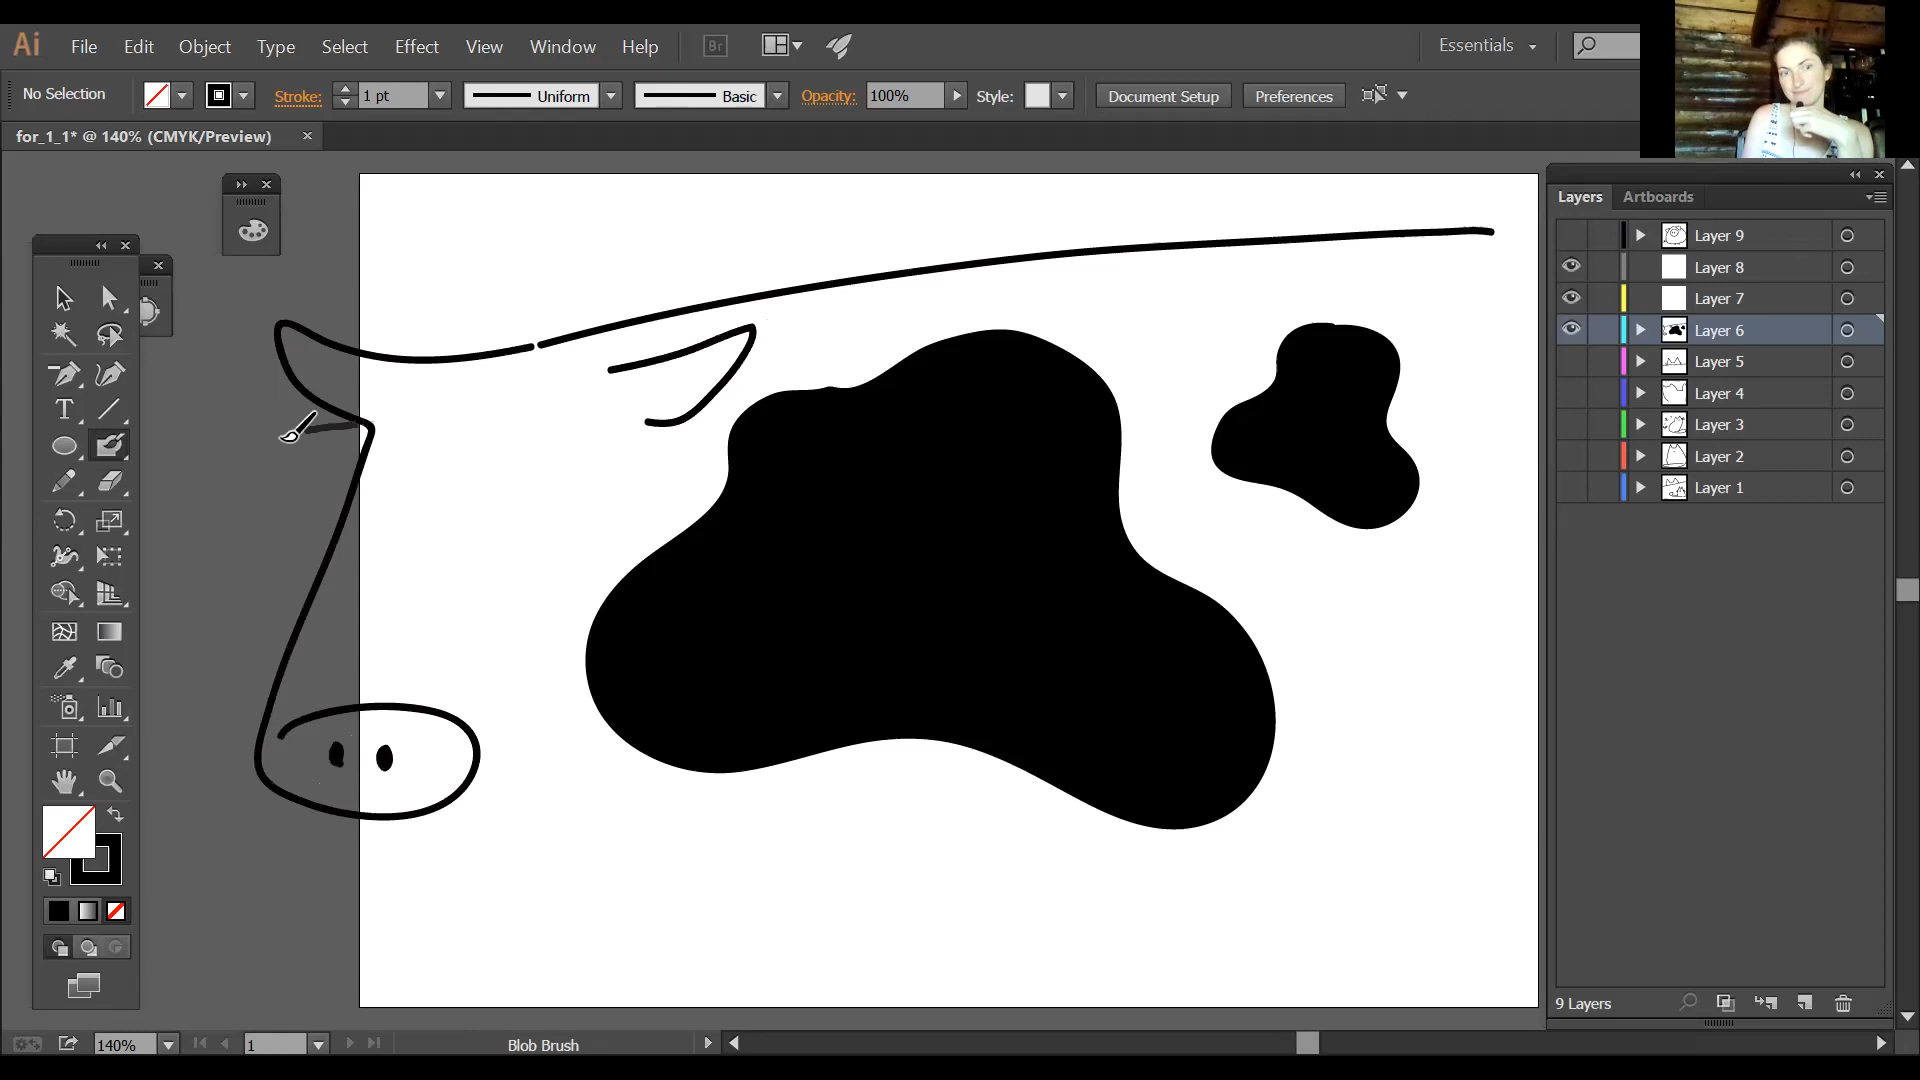 Ai File Edit Object Type Select Effect View Window Help Br Essentials
No Selection Stroke: 1 pt Uniform Basic Opacity: 100% Style: Document Setup Preferences
for_1_1* @ 140% (CMYK/Preview)
Layers Artboards
Layer 9
Layer 8
Layer 7
Layer 6
Layer 5
Layer 4
Layer 3
Layer 2
Layer 1
T
9 Layers
140% 1 Blob Brush